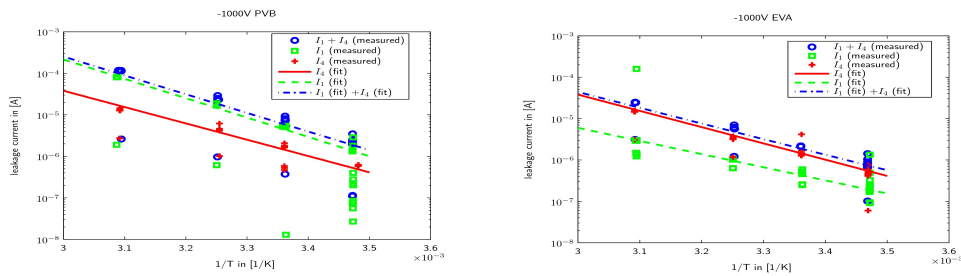 -1000V PVB
10⁻³
10⁻⁴
10⁻⁵
10⁻⁶
10⁻⁷
10⁻⁸
leakage current in [A]
I₁ + I₄ (measured)
I₁ (measured)
I₄ (measured)
I₄ (fit)
I₁ (fit)
I₁ (fit) +I₄ (fit)
3 3.1 3.2 3.3 3.4 3.5 3.6
×10⁻³
1/T in [1/K]
-1000V EVA
10⁻³
10⁻⁴
10⁻⁵
10⁻⁶
10⁻⁷
10⁻⁸
leakage current in [A]
I₁ + I₄ (measured)
I₁ (measured)
I₄ (measured)
I₄ (fit)
I₁ (fit)
I₁ (fit) +I₄ (fit)
3 3.1 3.2 3.3 3.4 3.5 3.6
×10⁻
1/T in [1/K]